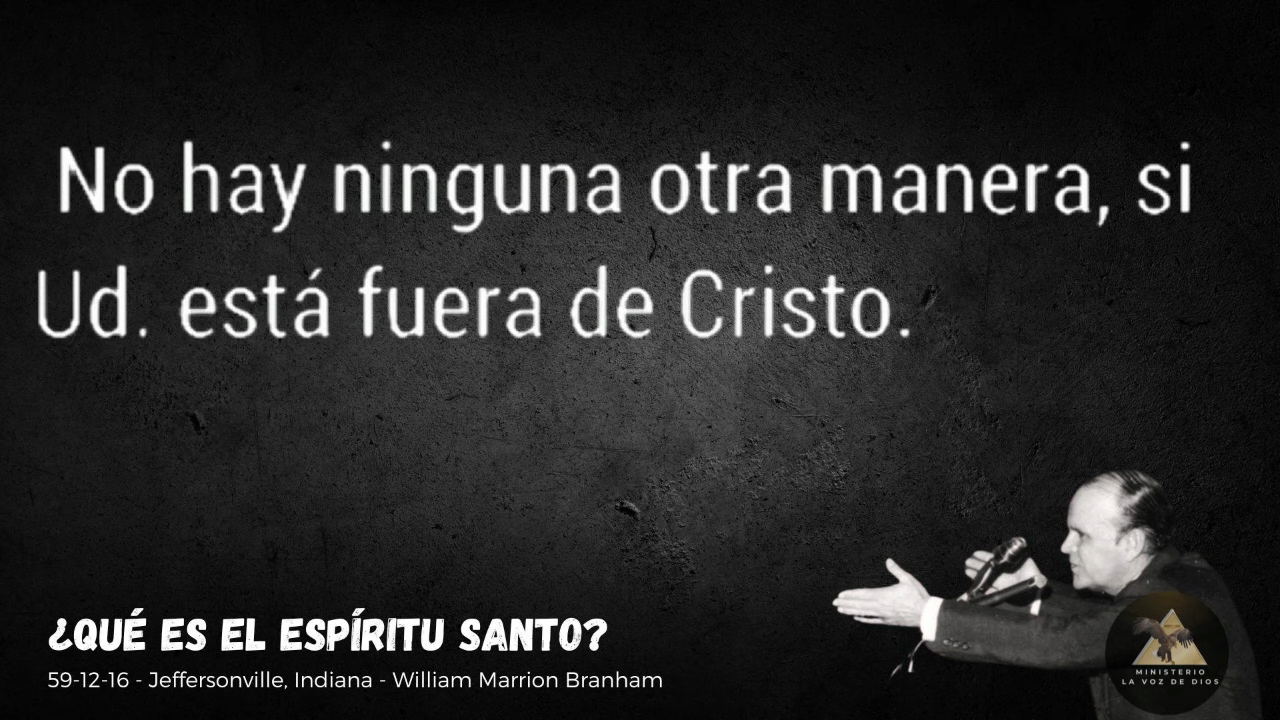 No hay ninguna otra manera, si
Ud. está fuera de Cristo.
¿QUÉ ES EL ESPÍRITU SANTO?
59-12-16 - Jeffersonville, Indiana - William Marrion Branham
MINISTERIO
LA VOZ DE DIOS